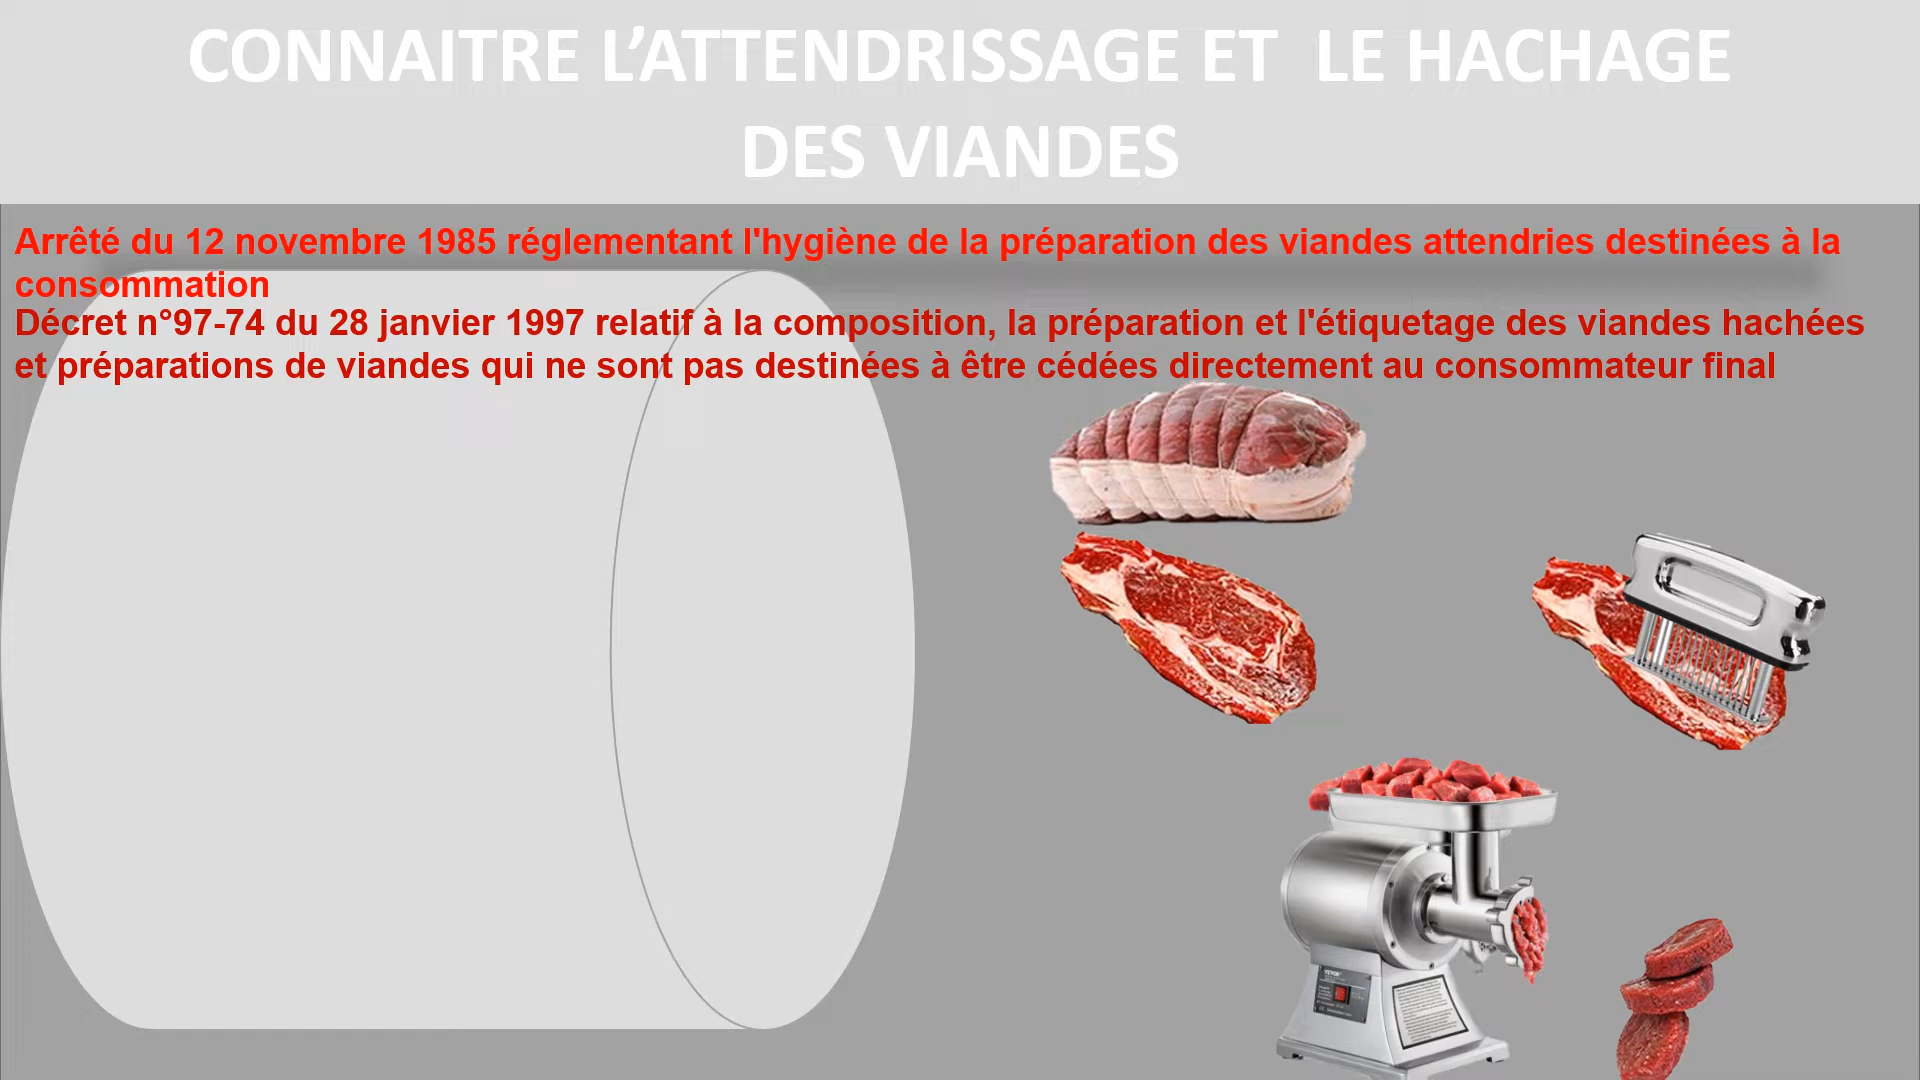 CONNAITRE L’ATTENDRISSAGE ET LE HACHAGE
DES VIANDES
Arrêté du 12 novembre 1985 réglementant l'hygiène de la préparation des viandes attendries destinées à la
consommation
Décret n°97-74 du 28 janvier 1997 relatif à la composition, la préparation et l'étiquetage des viandes hachées
et préparations de viandes qui ne sont pas destinées à être cédées directement au consommateur final